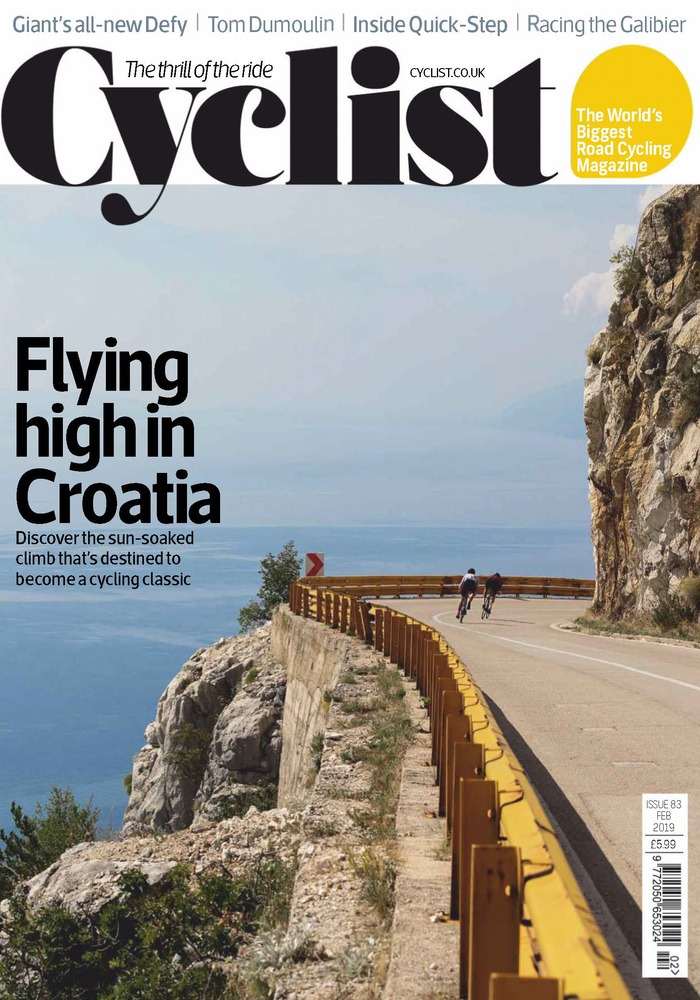 Giant's all-new Defy | Tom Dumoulin | Inside Quick-Step | Racing the Galibier
The thrill of the ride
CYCLIST.CO.UK
Cyclist
The World's
Biggest
Road Cycling
Magazine
Flying
high in
Croatia
Discover the sun-soaked
climb that's destined to
become a cycling classic
ISSUE 83
FEB
2019
£5.99
9 772050 653024
02>